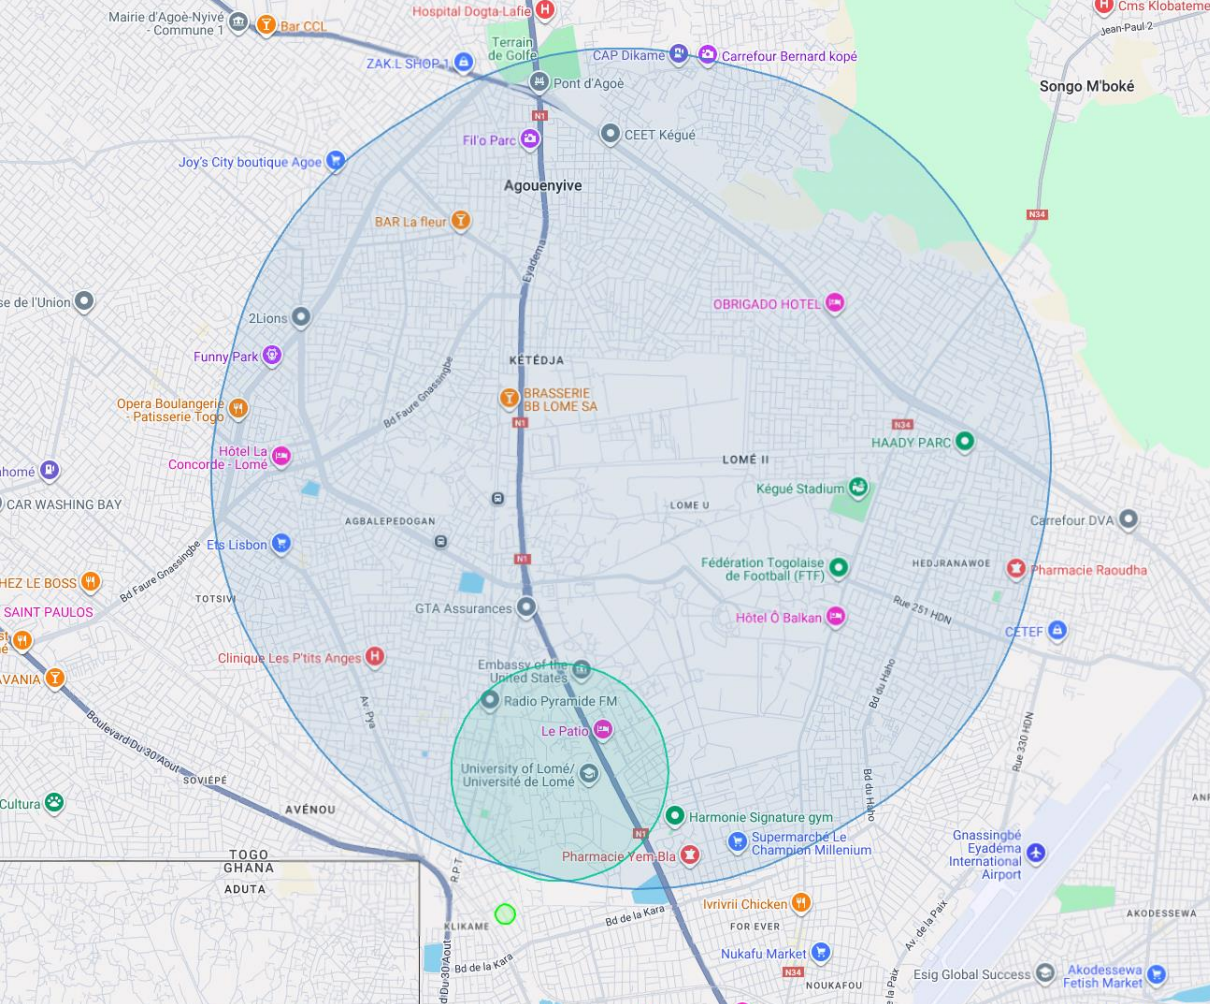 Hospital Dogta-Lafie
Cms Klobateme
Mairie d'Agoè-Nyivé
- Commune 1
Bar CCL
Jean-Paul 2
Terrain
de Golfe
ZAK.L SHOP 1
CAP Dikame
Carrefour Bernard kopé
Pont d'Agoè
Songo M'boké
N1
CEET Kégué
Fil'o Parc
Joy's City boutique Agoe
Agouenyive
N34
BAR La fleur
Eyadema
se de l'Union
OBRIGADO HOTEL
2Lions
Funny Park
KÉTÉDJA
Bd Faure Gnassingbe
BRASSERIE
BB LOME SA
Opera Boulangerie
- Patisserie Togo
N1
N34
HAADY PARC
Hôtel La
Concorde - Lomé
LOMÉ II
nhomé
Kégué Stadium
CAR WASHING BAY
LOME U
AGBALEPEDOGAN
Carrefour DVA
Ets Lisbon
N1
Fédération Togolaise
de Football (FTF)
HEDJRANAWOE
Pharmacie Raoudha
Bd Faure Gnassingbe
HEZ LE BOSS
TOTSIVI
SAINT PAULOS
GTA Assurances
Rue 251 HDN
Hôtel Ô Balkan
CETEF
Clinique Les P'tits Anges
Embassy of the
United States
AVANIA
Bd du Haho
Radio Pyramide FM
Av. Pya
Le Patio
Boulevard Du 30 Aout
Rue 330 HDN
University of Lomé/
Université de Lomé
SOVIÉPÉ
Bd du Haho
Cultura
AVÉNOU
Harmonie Signature gym
N1
Supermarché Le
Champion Millenium
Gnassingbé
Eyadema
International
Airport
Pharmacie Yem-Bla
TOGO
GHANA
ADUTA
R.P.T
Ivrivrii Chicken
Bd de la Kara
Av. de la Paix
AKODESSEWA
KLIKAME
FOR EVER
Nukafu Market
Bd de la Kara
N34
NOUKAFOU
Esig Global Success
Akodessewa
Fetish Market